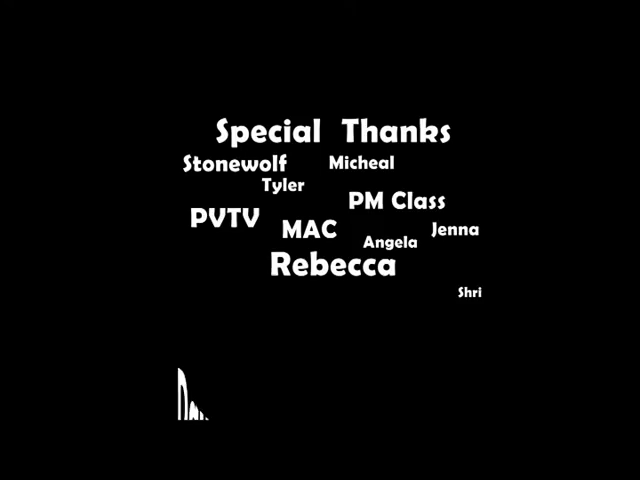 Special Thanks
Stonewolf Micheal
Tyler
PM Class
PVTV
MAC Jenna
Angela
Rebecca
Shri